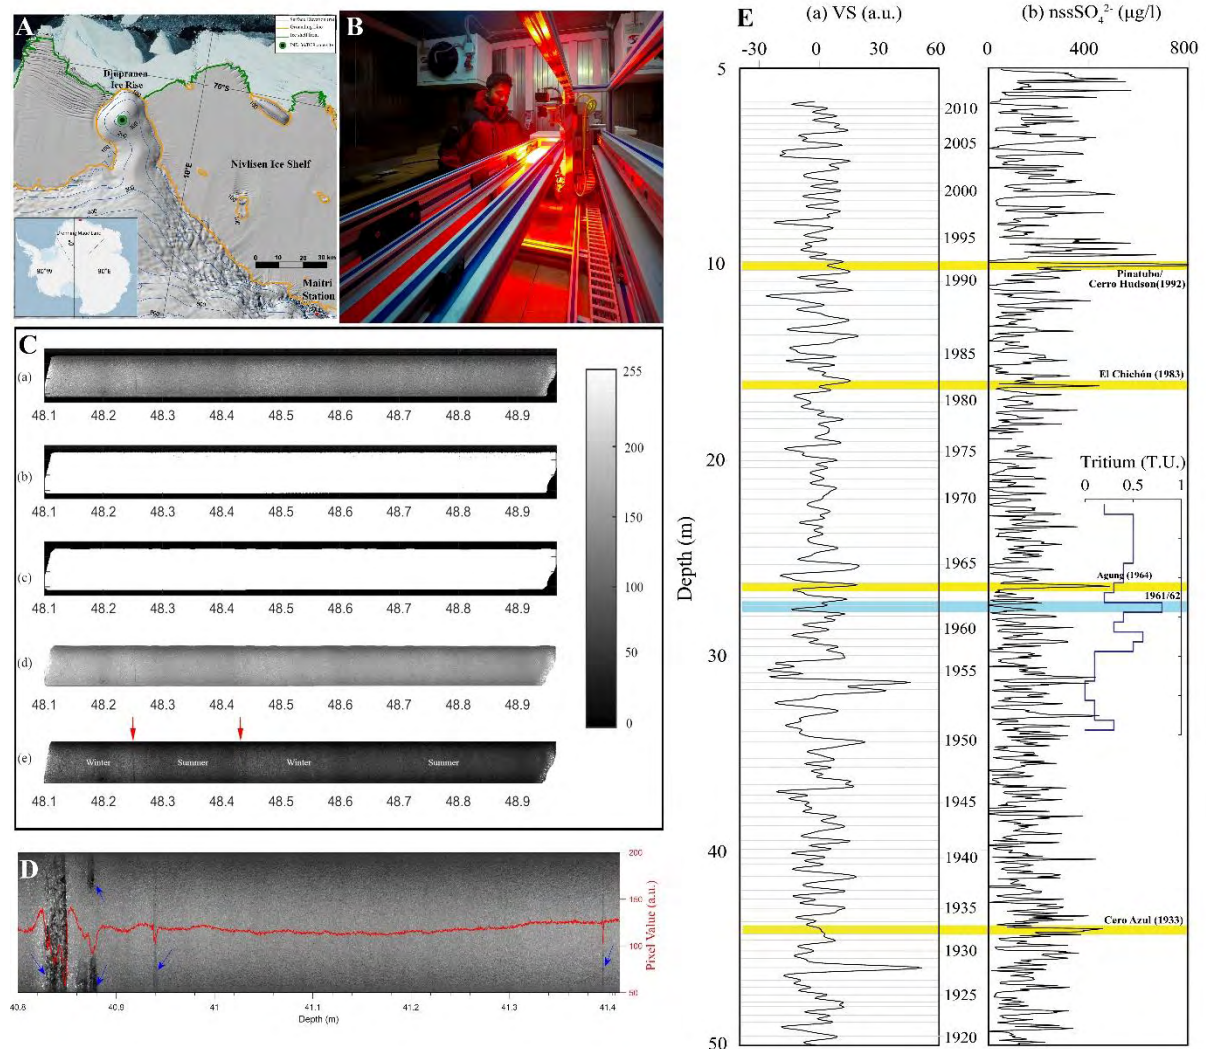 A
Grounding Line
Djupranen
Ice Rise
70°S
10°E
Nivlisen Ice Shelf
Dronning Maud Land
90°W
90°E
0 5 10 20 30 km
Maitri
Station
B
C
(a)
48.1 48.2 48.3 48.4 48.5 48.6 48.7 48.8 48.9
(b)
48.1 48.2 48.3 48.4 48.5 48.6 48.7 48.8 48.9
(c)
48.1 48.2 48.3 48.4 48.5 48.6 48.7 48.8 48.9
(d)
48.1 48.2 48.3 48.4 48.5 48.6 48.7 48.8 48.9
(e)
Winter Summer Winter Summer
48.1 48.2 48.3 48.4 48.5 48.6 48.7 48.8 48.9
255
200
150
100
50
0
D
200
150
100
50
Pixel Value (a.u.)
40.8 40.9 41 41.1 41.2 41.3 41.4
Depth (m)
E
(a) VS (a.u.)
-30 0 30 60
(b) nssSO₄²⁻ (µg/l)
0 400 800
5
10
20
30
40
50
Depth (m)
2010
2005
2000
1995
1990
1985
1980
1975
1970
1965
1960
1955
1950
1945
1940
1935
1930
1925
1920
Pinatubo/
Cerro Hudson(1992)
El Chichón (1983)
Tritium (T.U.)
0 0.5 1
Agung (1964)
1961/62
Cero Azul (1933)